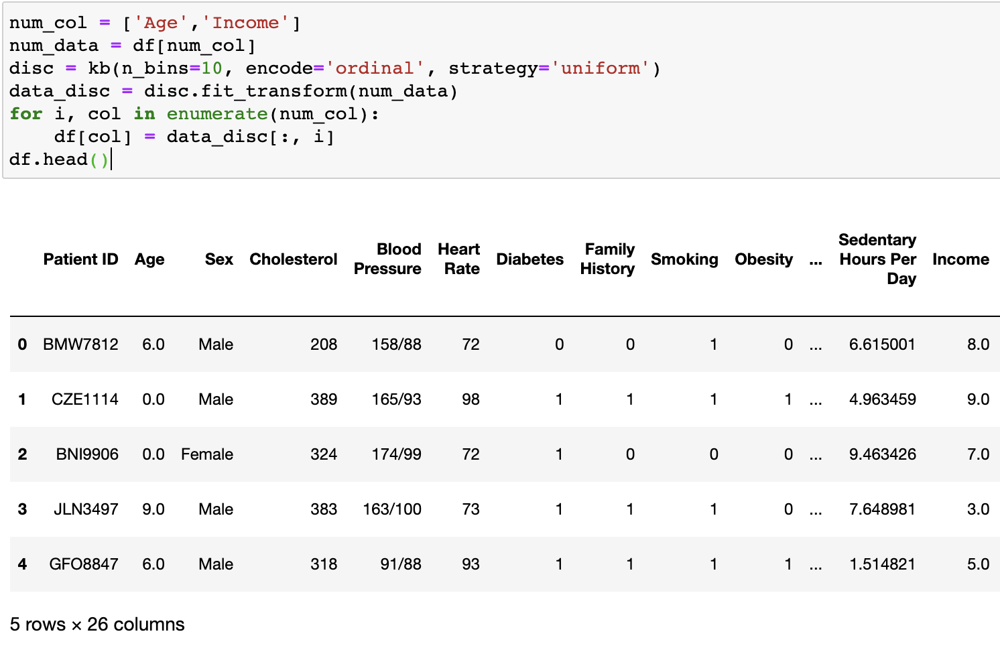 num_col = ['Age','Income']
num_data = df[num_col]
disc = kb(n_bins=10, encode='ordinal', strategy='uniform')
data_disc = disc.fit_transform(num_data)
for i, col in enumerate(num_col):
    df[col] = data_disc[:, i]
df.head()
Patient ID Age Sex Cholesterol Blood Pressure Heart Rate Diabetes Family History Smoking Obesity ... Sedentary Hours Per Day Income
0 BMW7812 6.0 Male 208 158/88 72 0 0 1 0 ... 6.615001 8.0
1 CZE1114 0.0 Male 389 165/93 98 1 1 1 1 ... 4.963459 9.0
2 BNI9906 0.0 Female 324 174/99 72 1 0 0 0 ... 9.463426 7.0
3 JLN3497 9.0 Male 383 163/100 73 1 1 1 0 ... 7.648981 3.0
4 GFO8847 6.0 Male 318 91/88 93 1 1 1 1 ... 1.514821 5.0
5 rows × 26 columns